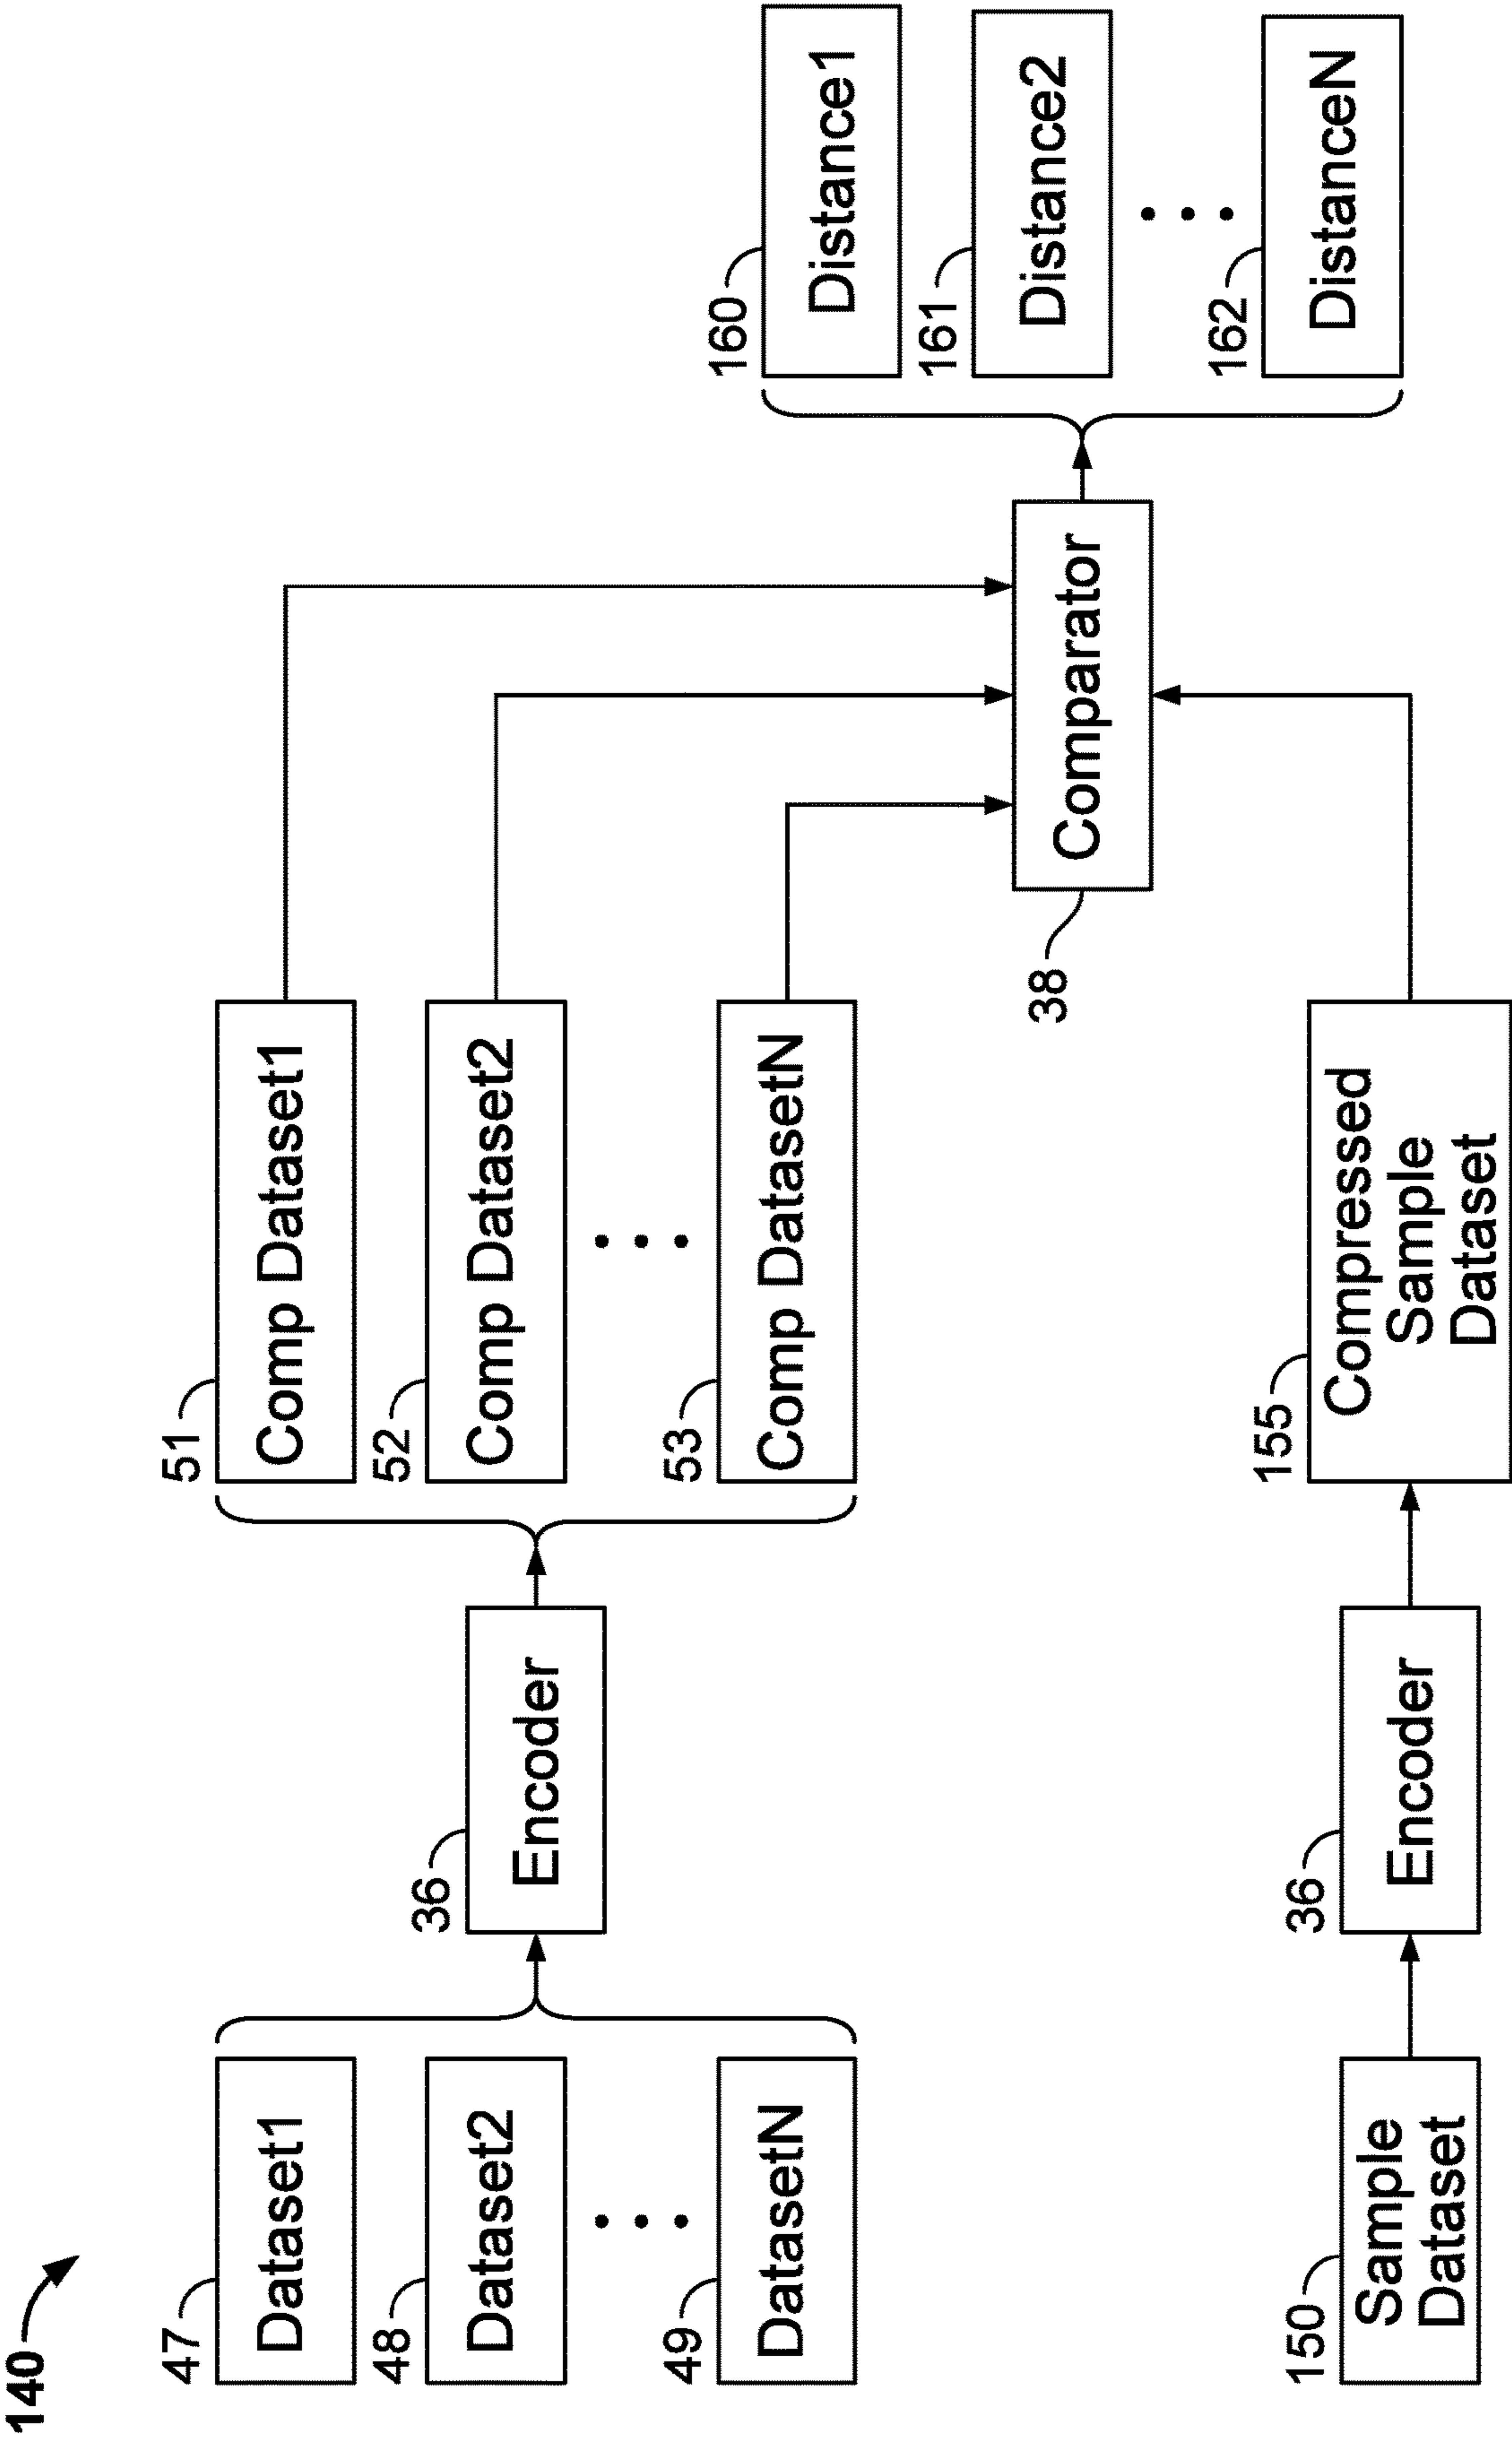 140
47
Dataset1
48
Dataset2
• • •
49
DatasetN
36
Encoder
51
Comp Dataset1
52
Comp Dataset2
• • •
53
Comp DatasetN
38
Comparator
160
Distance1
161
Distance2
• • •
162
DistanceN
150
Sample
Dataset
36
Encoder
155
Compressed
Sample
Dataset